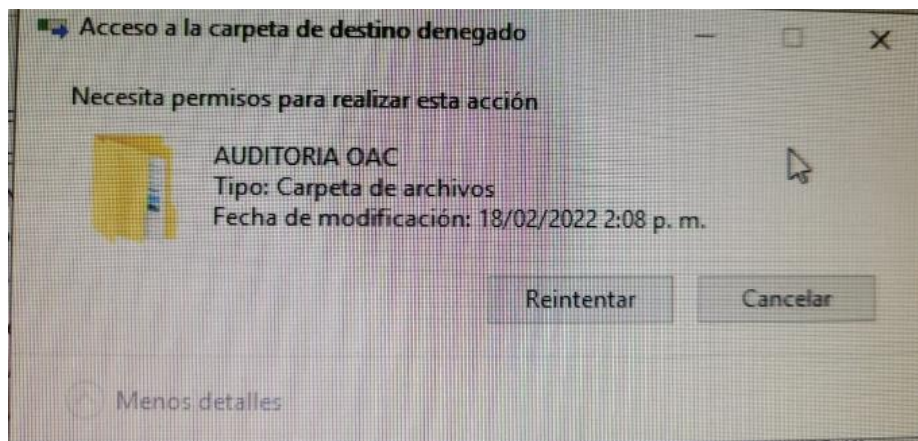 Acceso a la carpeta de destino denegado
Necesita permisos para realizar esta acción
AUDITORIA OAC
Tipo: Carpeta de archivos
Fecha de modificación: 18/02/2022 2:08 p. m.
Reintentar
Cancelar
Menos detalles